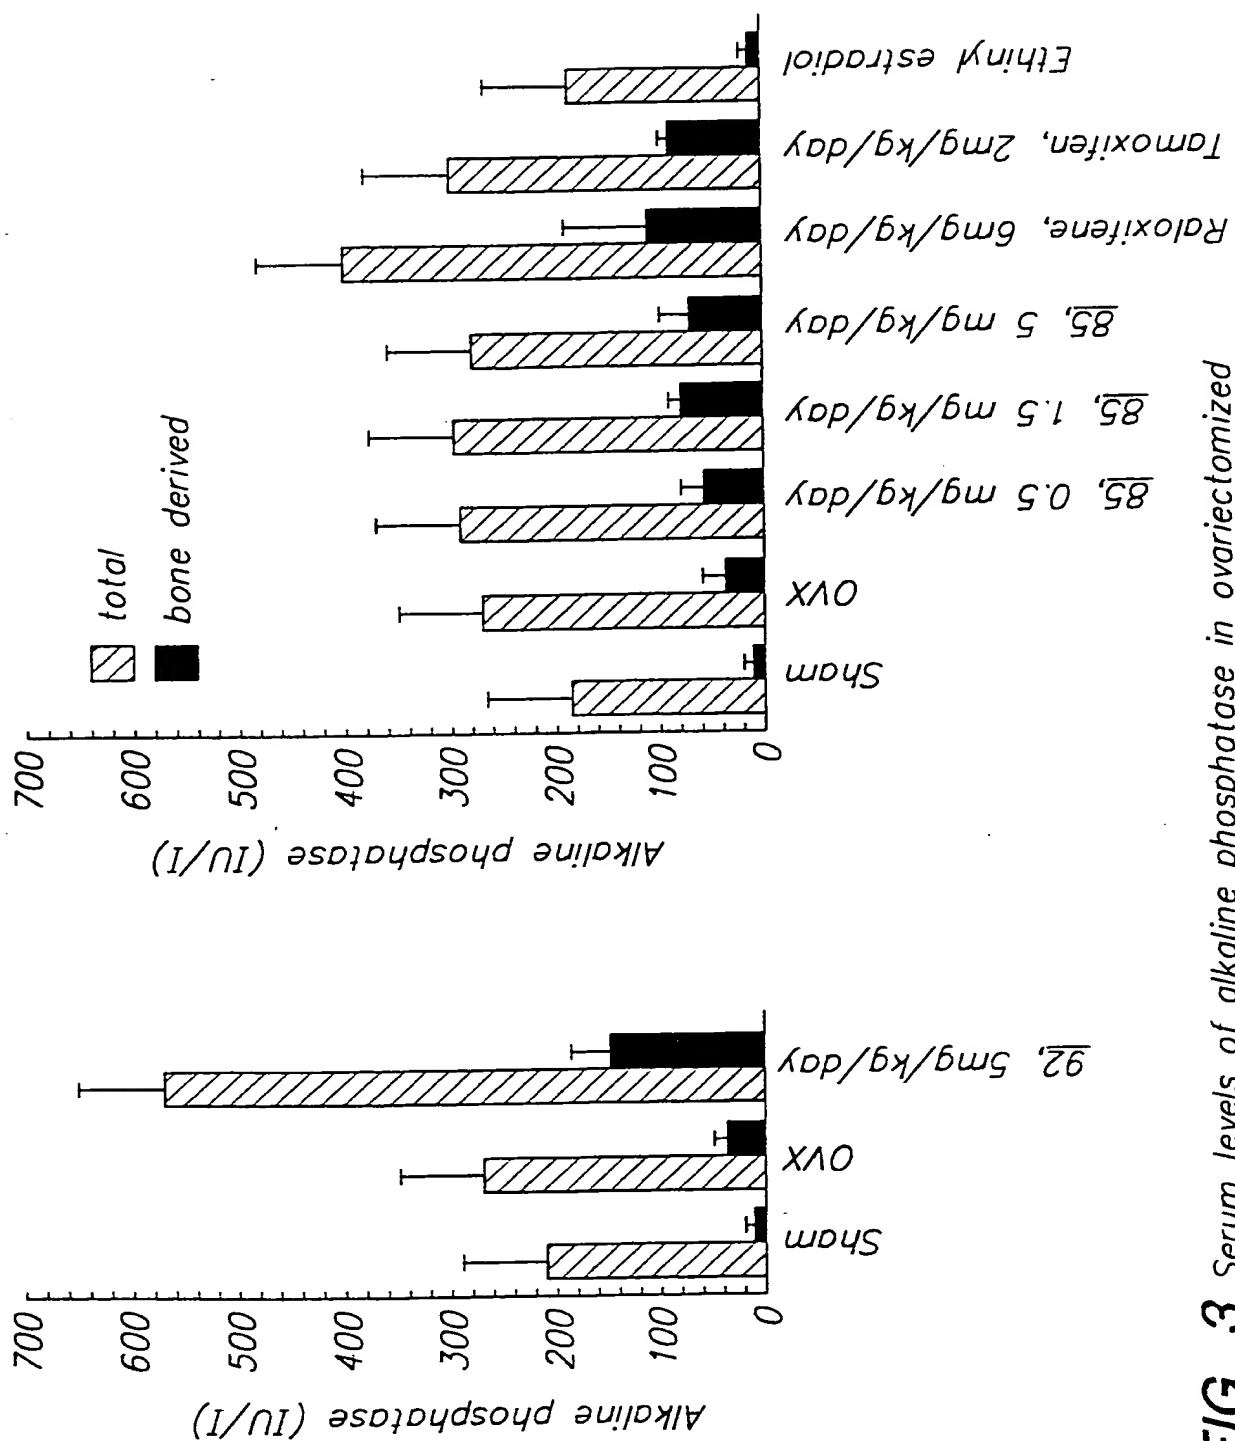 Alkaline phosphatase (IU/l)
700
600
500
400
300
200
100
0
Sham
OVX
92, 5mg/kg/day
Alkaline phosphatase (IU/l)
700
600
500
400
300
200
100
0
total
bone derived
Sham
OVX
85, 0.5 mg/kg/day
85, 1.5 mg/kg/day
85, 5 mg/kg/day
Raloxifene, 6mg/kg/day
Tamoxifen, 2mg/kg/day
Ethinyl estradiol
FIG 3 Serum levels of alkaline phosphatase in ovariectomized